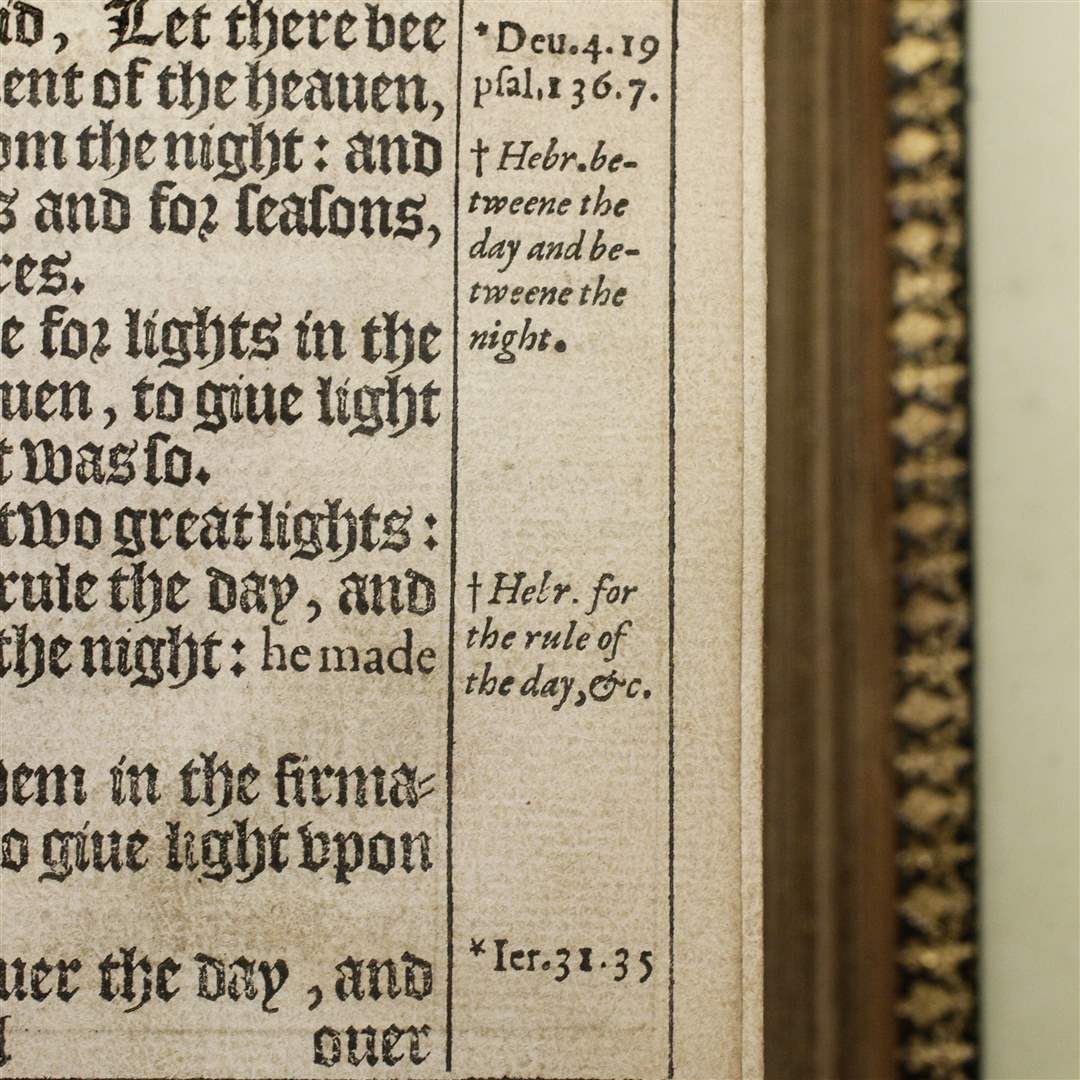 id, Let there bee
ent of the heauen,
om the night: and
s and for ſeaſons,
res.
e for lights in the
uen, to giue light
t was ſo.
two great lights:
rule the day, and
the night: he made
em in the firma-
o giue light vpon
uer the day, and
ouer
*Deu.4.19
pſal.136.7.
† Hebr. be-
tweene the
day and be-
tweene the
night.
† Hebr. for
the rule of
the day, &c.
*Ier.31.35